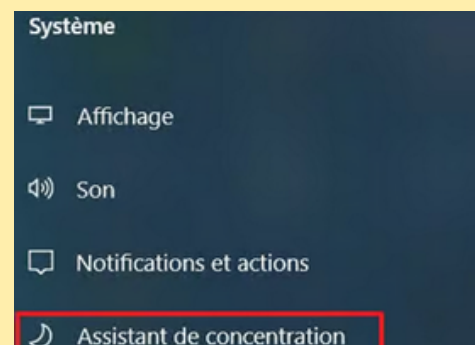 Système
Affichage
Son
Notifications et actions
Assistant de concentration